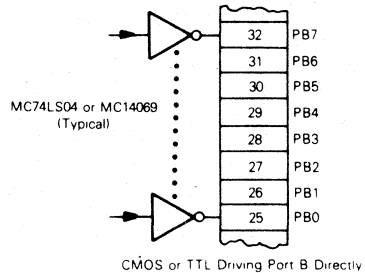 32 PB7
31 PB6
30 PB5
MC74LS04 or MC14069
(Typical)
29 PB4
28 PB3
27 PB2
26 PB1
25 PB0
CMOS or TTL Driving Port B Directly